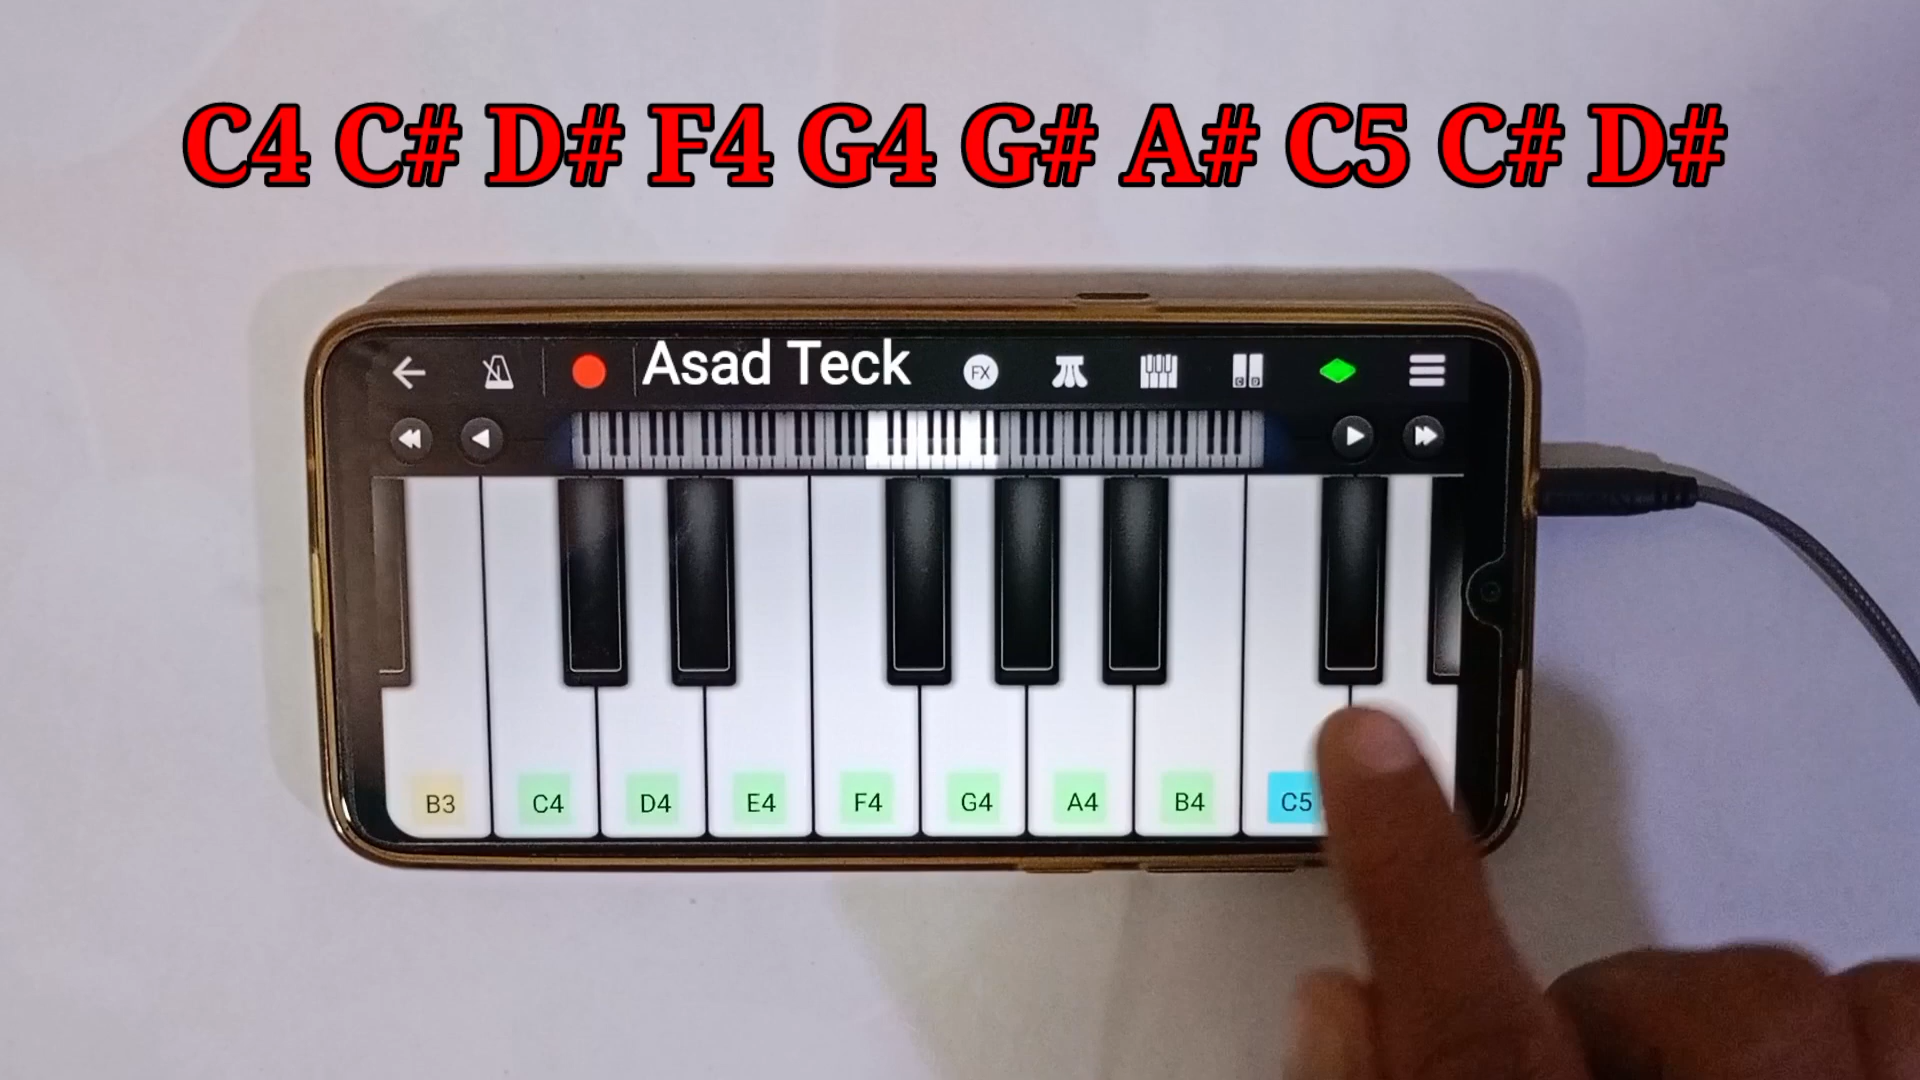 C4 C# D# F4 G4 G# A# C5 C# D#
Asad Teck
FX
C D
B3 C4 D4 E4 F4 G4 A4 B4 C5